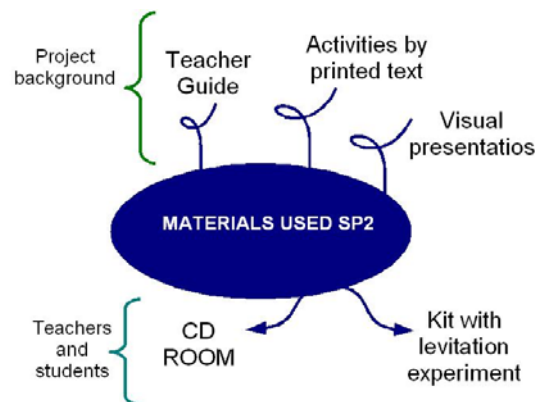 Project
background
Teacher
Guide
Activities by
printed text
Visual
presentatios
MATERIALS USED SP2
Teachers
and
students
CD
ROOM
Kit with
levitation
experiment